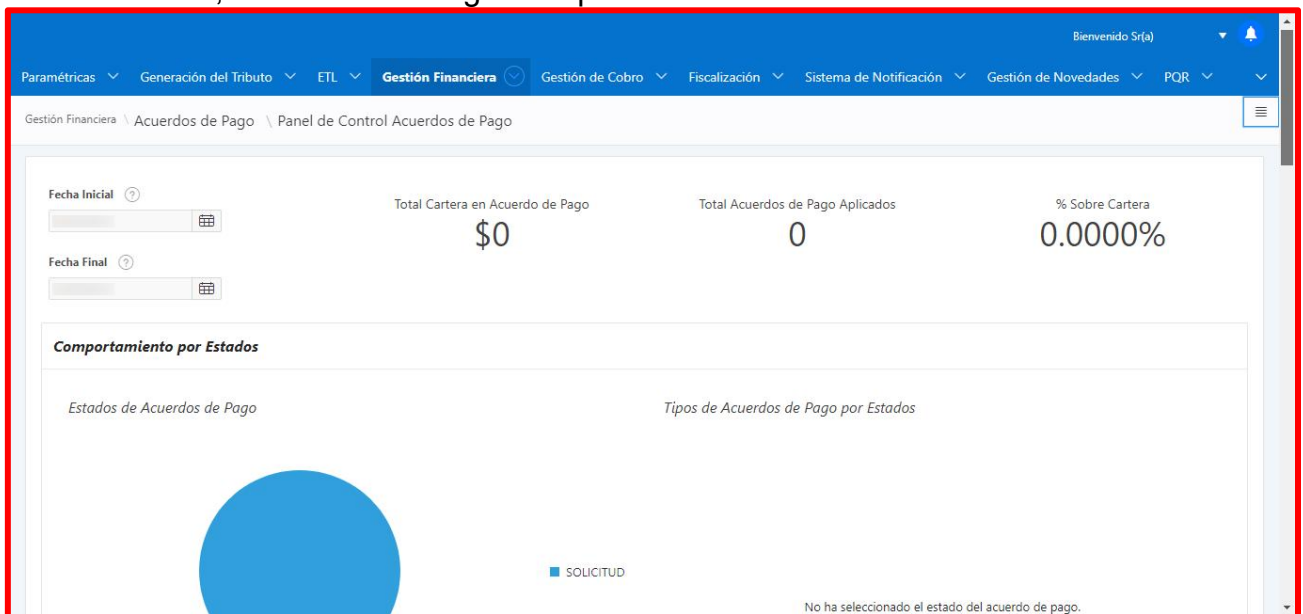 Bienvenido Sr(a)
Paramétricas Generación del Tributo ETL Gestión Financiera Gestión de Cobro Fiscalización Sistema de Notificación Gestión de Novedades PQR
Gestión Financiera \ Acuerdos de Pago \ Panel de Control Acuerdos de Pago
Fecha Inicial ?
Total Cartera en Acuerdo de Pago
$0
Total Acuerdos de Pago Aplicados
0
% Sobre Cartera
0.0000%
Fecha Final ?
Comportamiento por Estados
Estados de Acuerdos de Pago
Tipos de Acuerdos de Pago por Estados
SOLICITUD
No ha seleccionado el estado del acuerdo de pago.